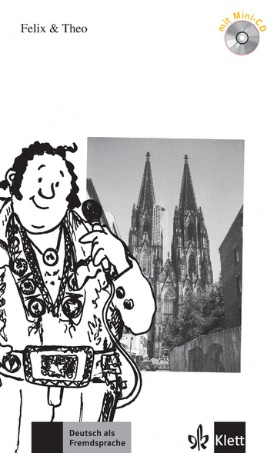 Felix & Theo
mit Mini-CD
Deutsch als
Fremdsprache
Klett